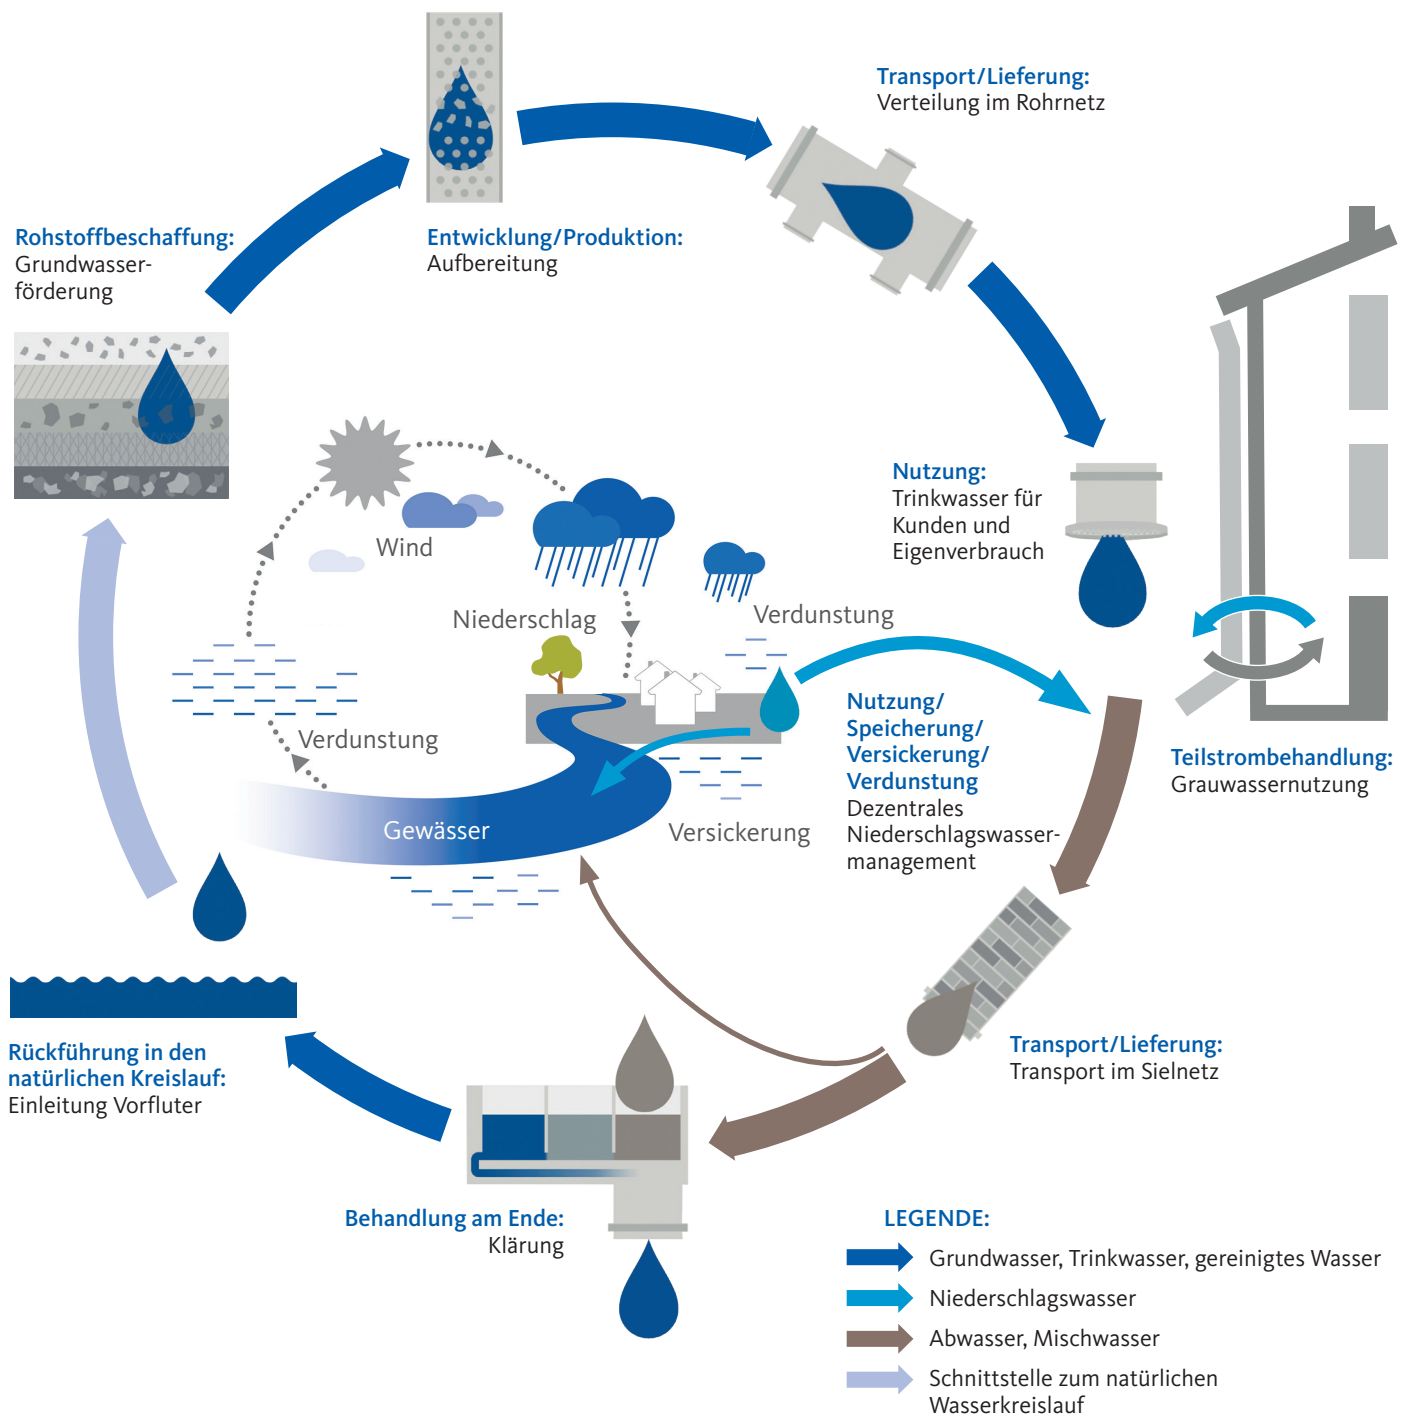 Transport/Lieferung:
Verteilung im Rohrnetz
Rohstoffbeschaffung:
Grundwasser-
förderung
Entwicklung/Produktion:
Aufbereitung
Nutzung:
Trinkwasser für
Kunden und
Eigenverbrauch
Wind
Niederschlag
Verdunstung
Verdunstung
Gewässer
Versickerung
Nutzung/
Speicherung/
Versickerung/
Verdunstung
Dezentrales
Niederschlagswasser-
management
Teilstrombehandlung:
Grauwassernutzung
Transport/Lieferung:
Transport im Sielnetz
Rückführung in den
natürlichen Kreislauf:
Einleitung Vorfluter
Behandlung am Ende:
Klärung
LEGENDE:
Grundwasser, Trinkwasser, gereinigtes Wasser
Niederschlagswasser
Abwasser, Mischwasser
Schnittstelle zum natürlichen
Wasserkreislauf